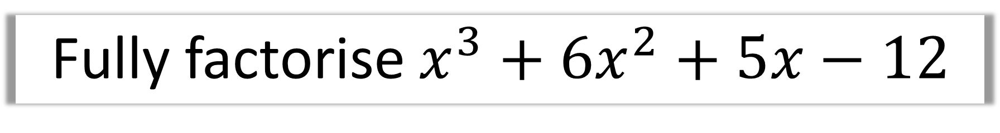 Fully factorise 𝑥³ + 6𝑥² + 5𝑥 − 12